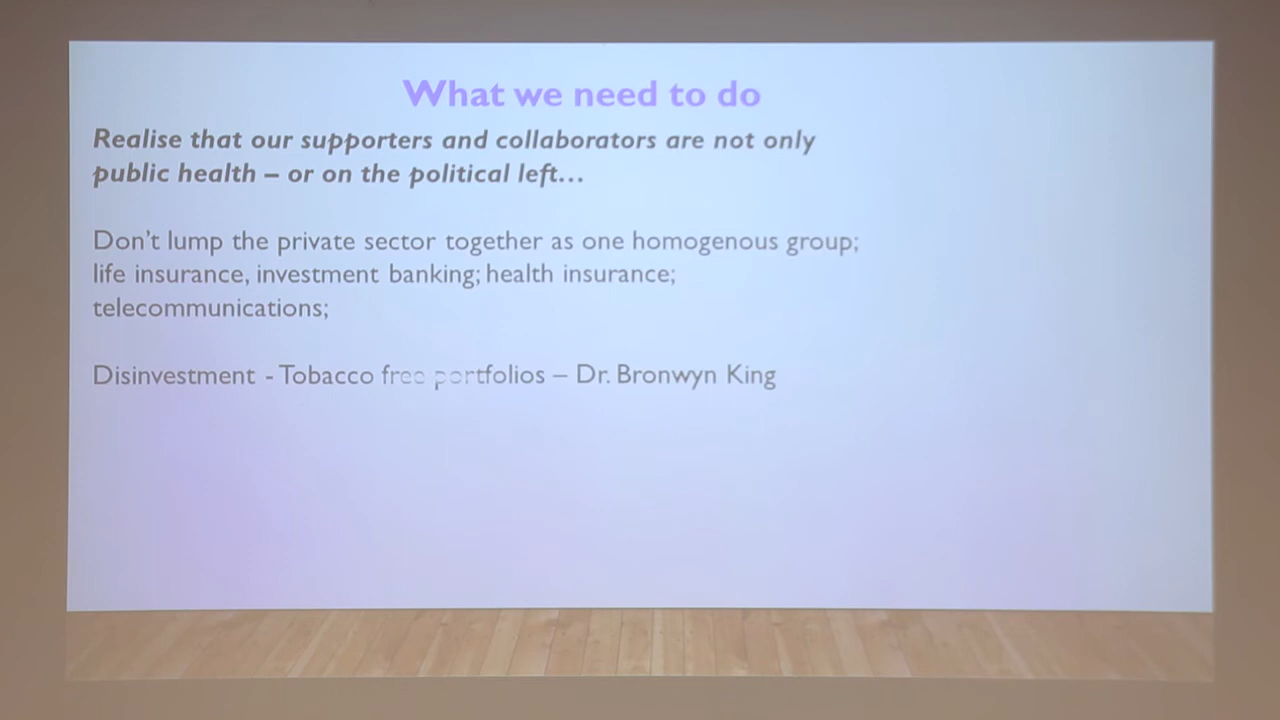 What we need to do
Realise that our supporters and collaborators are not only
public health – or on the political left…
Don't lump the private sector together as one homogenous group;
life insurance, investment banking; health insurance;
telecommunications;
Disinvestment - Tobacco free portfolios – Dr. Bronwyn King